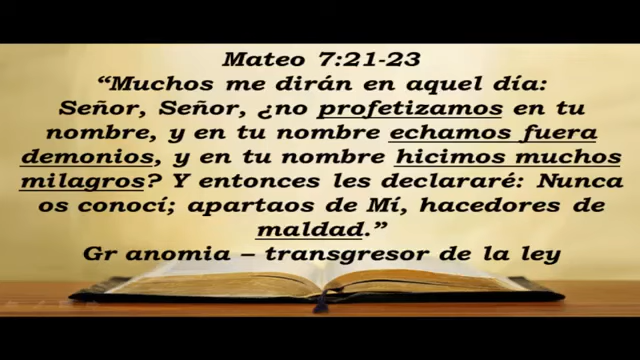 Mateo 7:21-23
“Muchos me dirán en aquel día:
Señor, Señor, ¿no profetizamos en tu
nombre, y en tu nombre echamos fuera
demonios, y en tu nombre hicimos muchos
milagros? Y entonces les declararé: Nunca
os conocí; apartaos de Mí, hacedores de
maldad.”
Gr anomia – transgresor de la ley